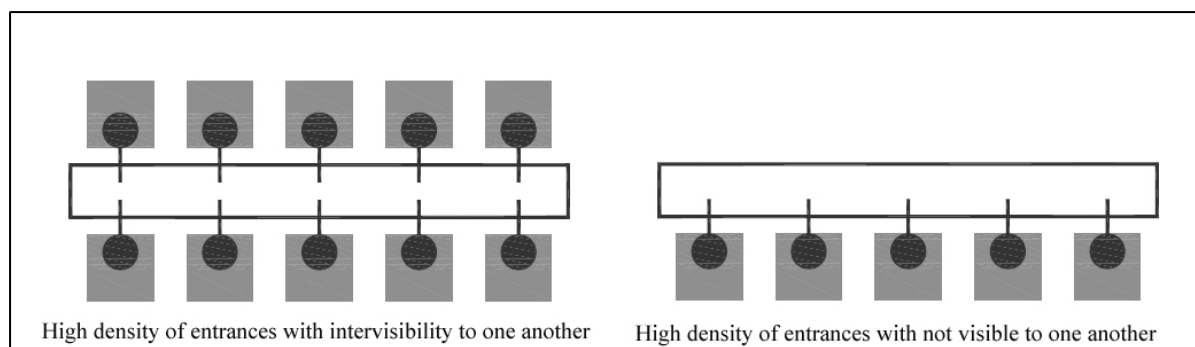 High density of entrances with intervisibility to one another
High density of entrances with not visible to one another